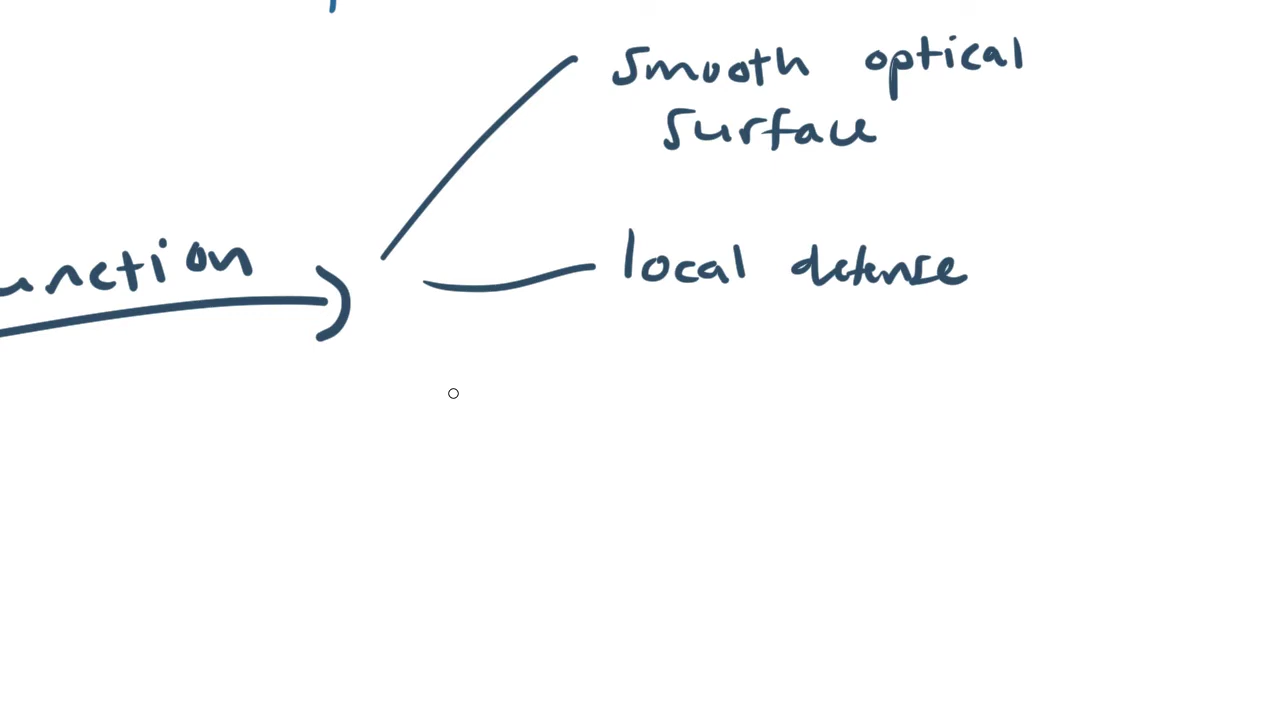 smooth optical
surface
unction
local defense